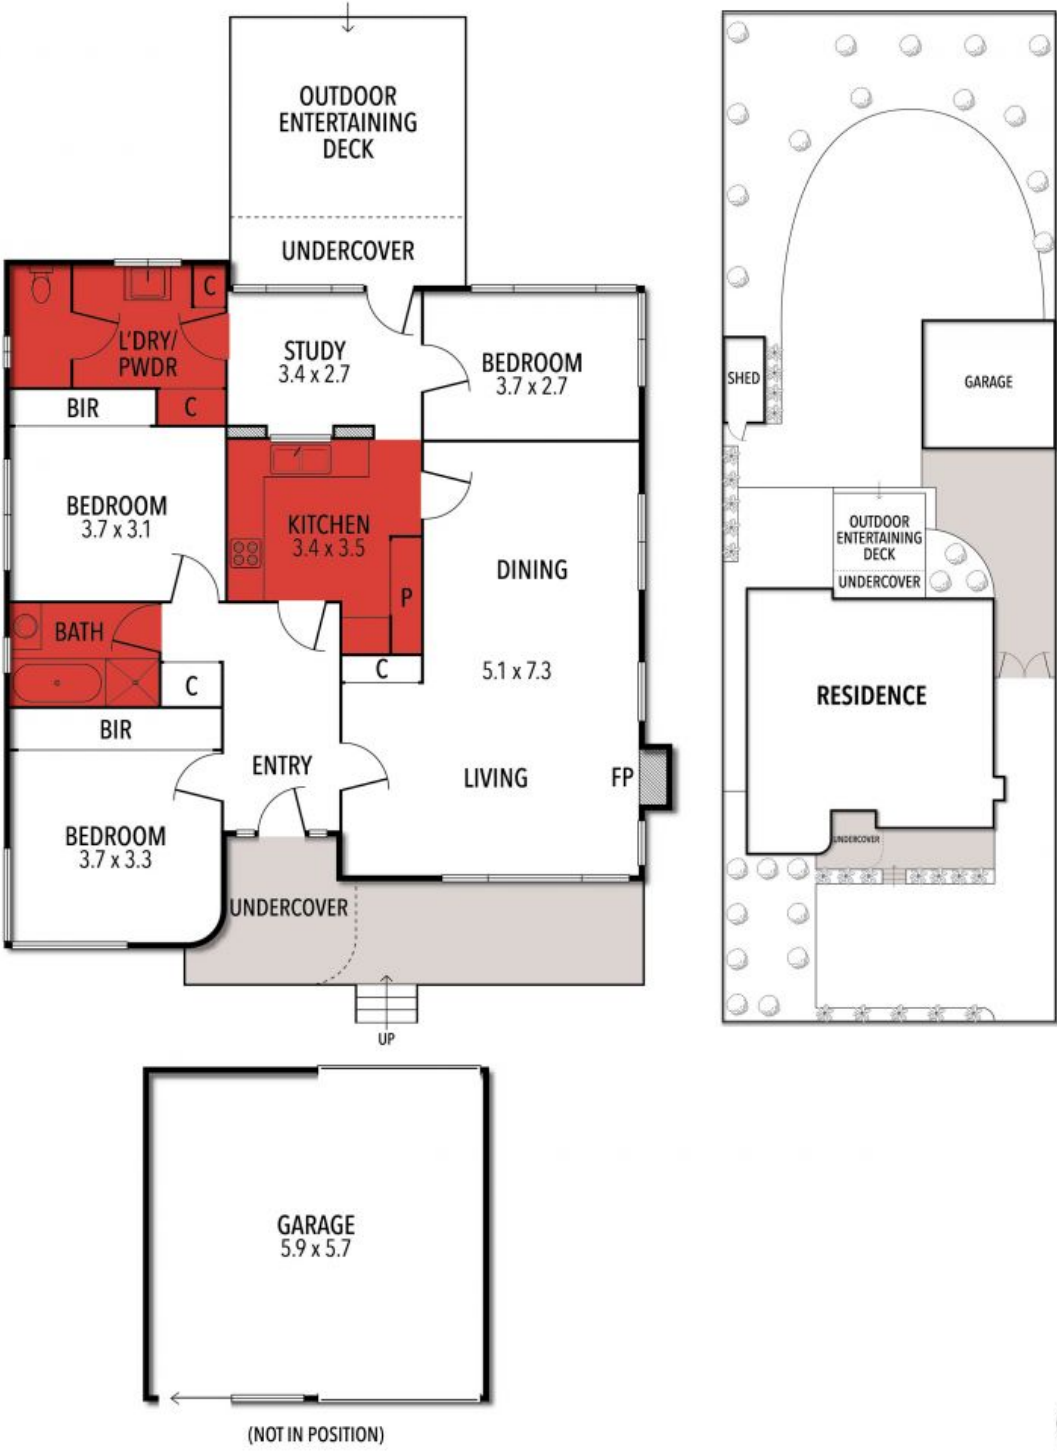 OUTDOOR
ENTERTAINING
DECK
UNDERCOVER
C
L'DRY/
PWDR
STUDY
3.4 x 2.7
BEDROOM
3.7 x 2.7
BIR
C
BEDROOM
3.7 x 3.1
KITCHEN
3.4 x 3.5
DINING
P
BATH
C
5.1 x 7.3
C
BIR
ENTRY
LIVING
FP
BEDROOM
3.7 x 3.3
UNDERCOVER
UP
GARAGE
5.9 x 5.7
(NOT IN POSITION)
SHED
GARAGE
OUTDOOR
ENTERTAINING
DECK
UNDERCOVER
RESIDENCE
UNDERCOVER